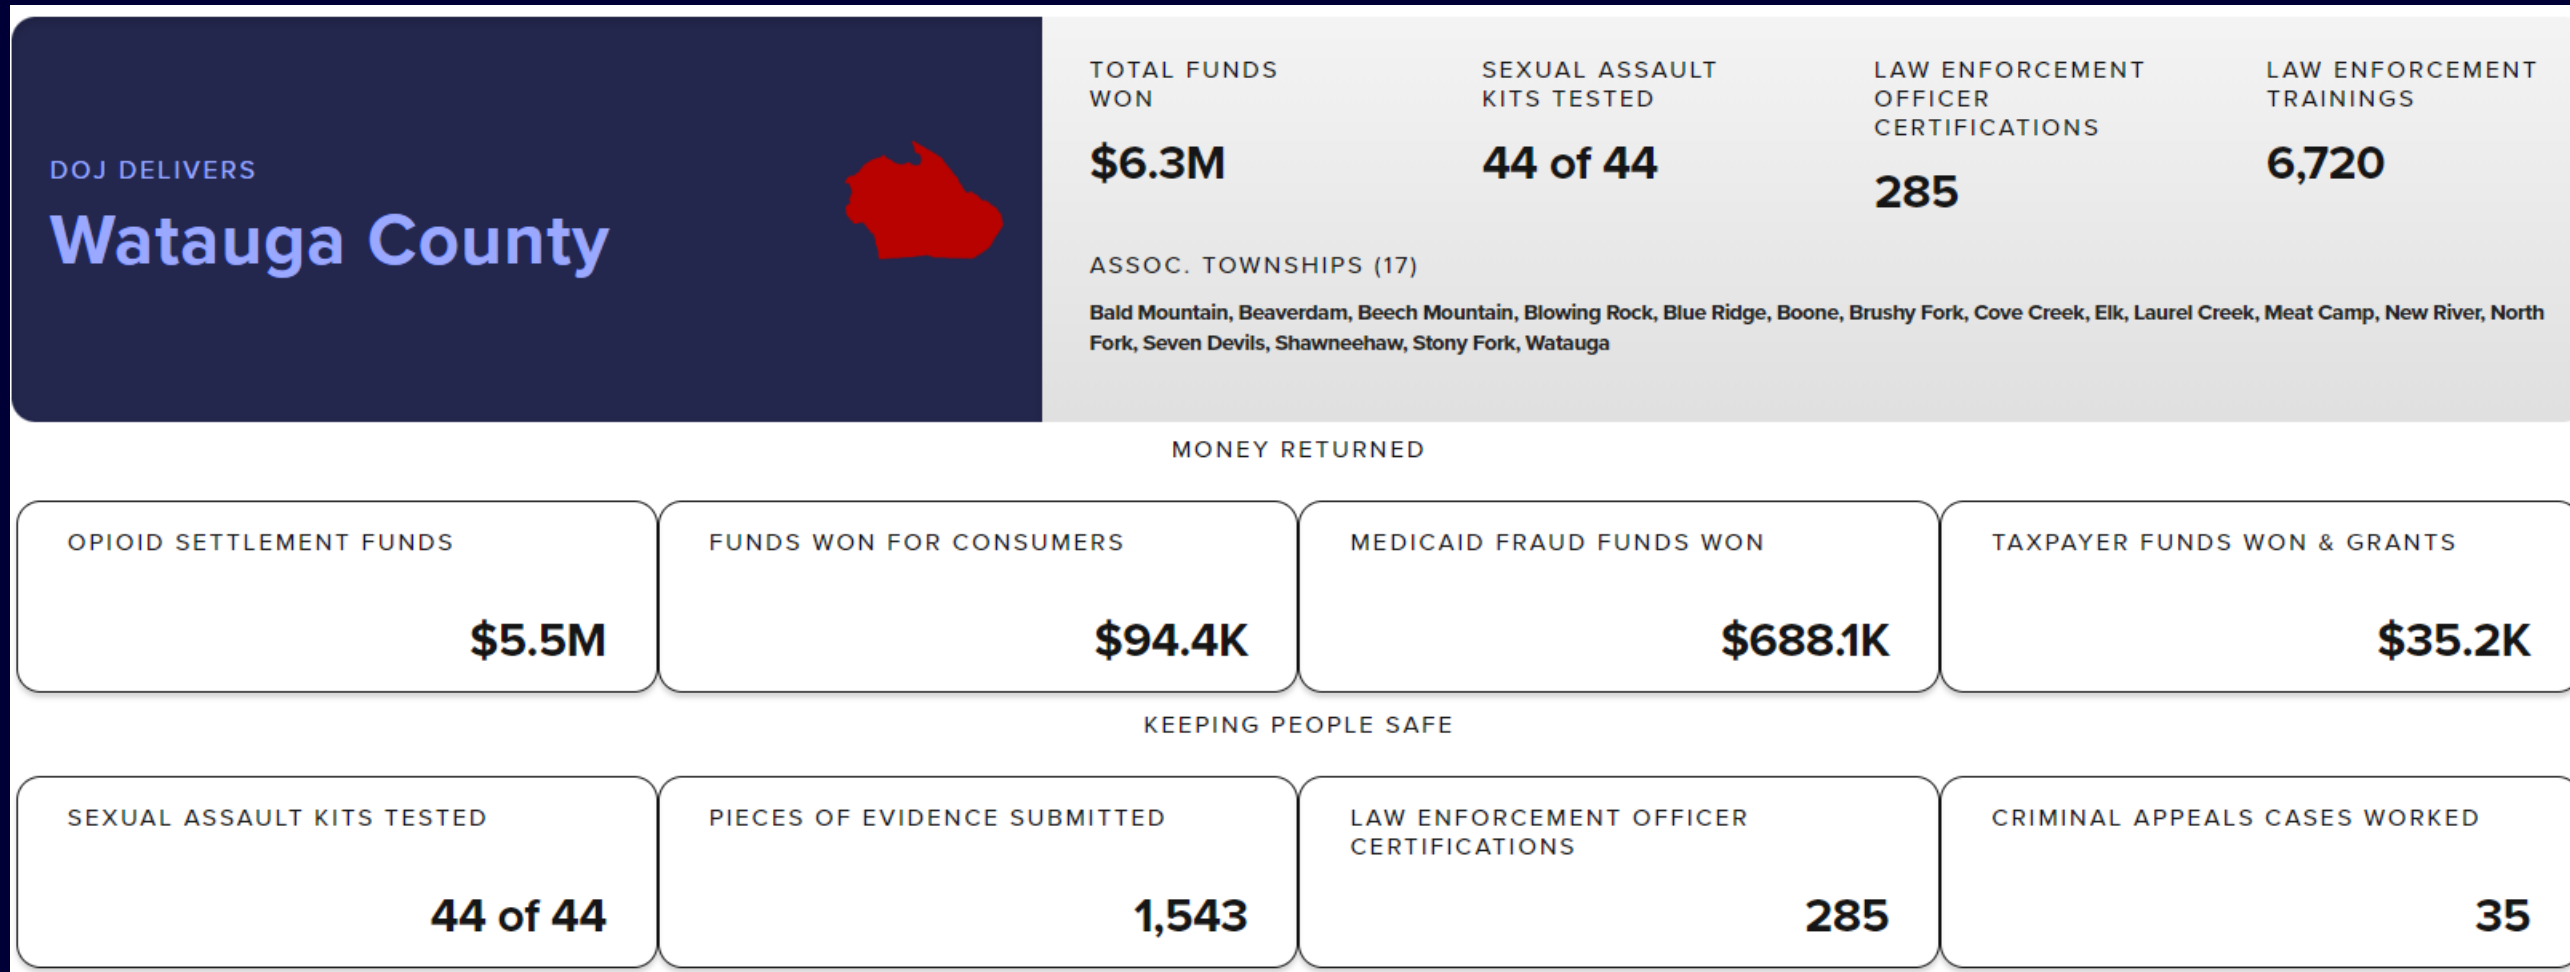 DOJ DELIVERS
Watauga County
TOTAL FUNDS
WON
$6.3M
SEXUAL ASSAULT
KITS TESTED
44 of 44
LAW ENFORCEMENT
OFFICER
CERTIFICATIONS
285
LAW ENFORCEMENT
TRAININGS
6,720
ASSOC. TOWNSHIPS (17)
Bald Mountain, Beaverdam, Beech Mountain, Blowing Rock, Blue Ridge, Boone, Brushy Fork, Cove Creek, Elk, Laurel Creek, Meat Camp, New River, North
Fork, Seven Devils, Shawneehaw, Stony Fork, Watauga
MONEY RETURNED
OPIOID SETTLEMENT FUNDS
$5.5M
FUNDS WON FOR CONSUMERS
$94.4K
MEDICAID FRAUD FUNDS WON
$688.1K
TAXPAYER FUNDS WON & GRANTS
$35.2K
KEEPING PEOPLE SAFE
SEXUAL ASSAULT KITS TESTED
44 of 44
PIECES OF EVIDENCE SUBMITTED
1,543
LAW ENFORCEMENT OFFICER
CERTIFICATIONS
285
CRIMINAL APPEALS CASES WORKED
35